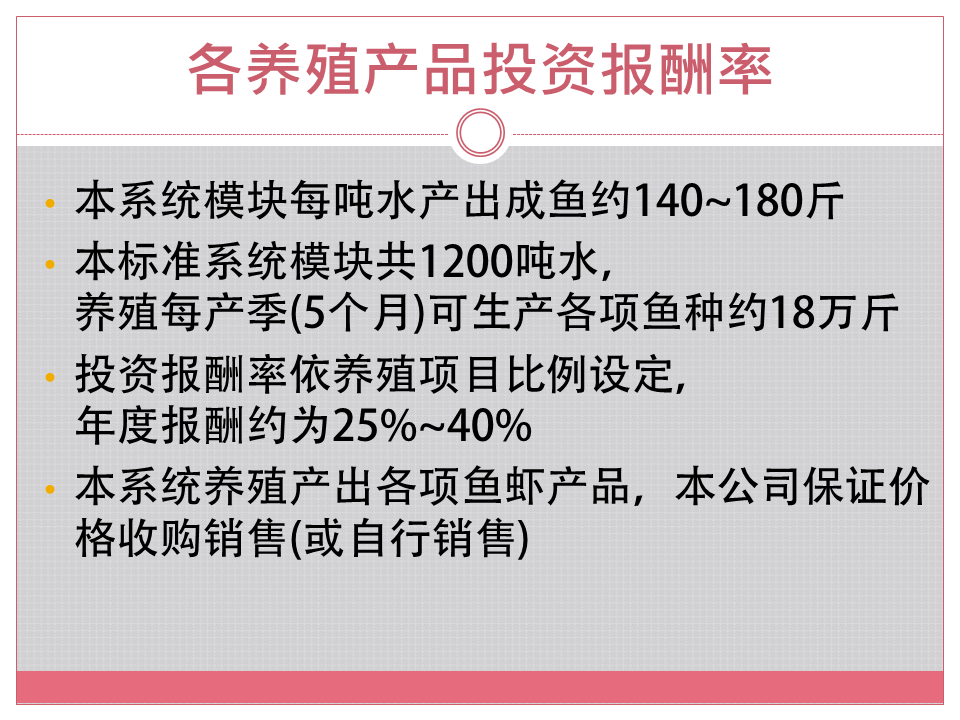 各养殖产品投资报酬率
• 本系统模块每吨水产出成鱼约140~180斤
• 本标准系统模块共1200吨水,
养殖每产季(5个月)可生产各项鱼种约18万斤
• 投资报酬率依养殖项目比例设定,
年度报酬约为25%~40%
• 本系统养殖产出各项鱼虾产品，本公司保证价
格收购销售(或自行销售)